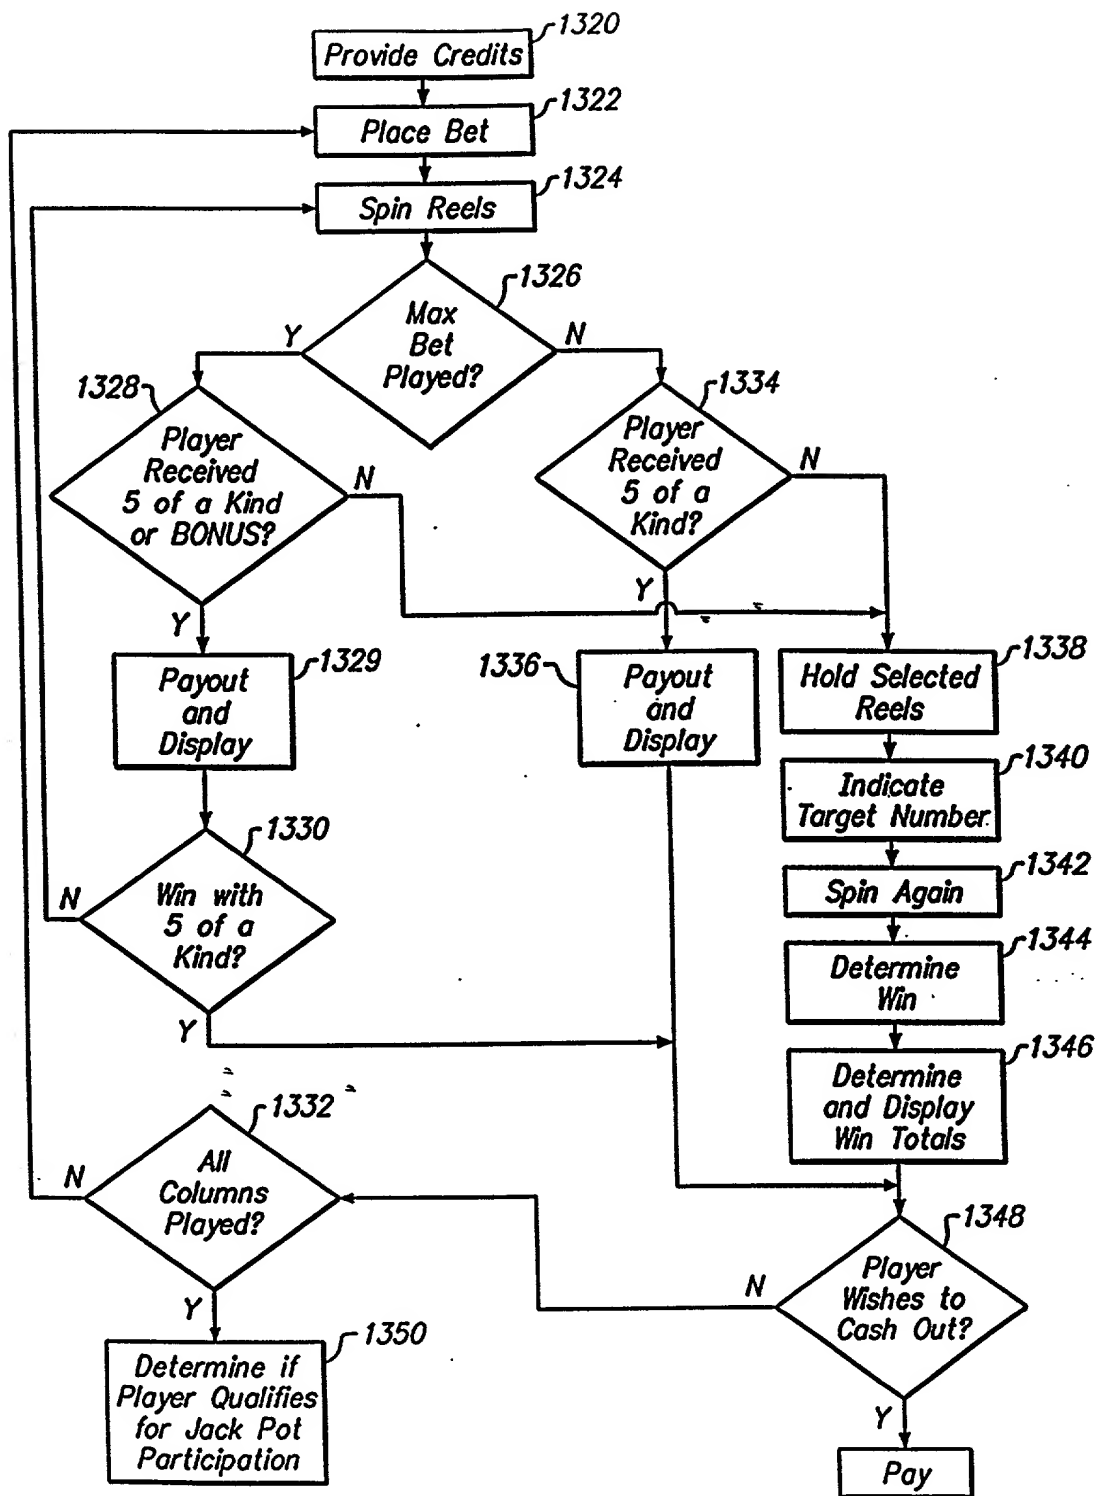 1320
Provide Credits
1322
Place Bet
1324
Spin Reels
1326
Max
Bet
Played?
Y
N
1328
Player
Received
5 of a Kind
or BONUS?
N
Y
1334
Player
Received
5 of a
Kind?
N
Y
1329
Payout
and
Display
1336
Payout
and
Display
1338
Hold Selected
Reels
1340
Indicate
Target Number
1330
Win with
5 of a
Kind?
N
Y
1342
Spin Again
1344
Determine
Win
1346
Determine
and Display
Win Totals
1332
All
Columns
Played?
N
Y
1348
Player
Wishes to
Cash Out?
N
Y
1350
Determine if
Player Qualifies
for Jack Pot
Participation
Pay